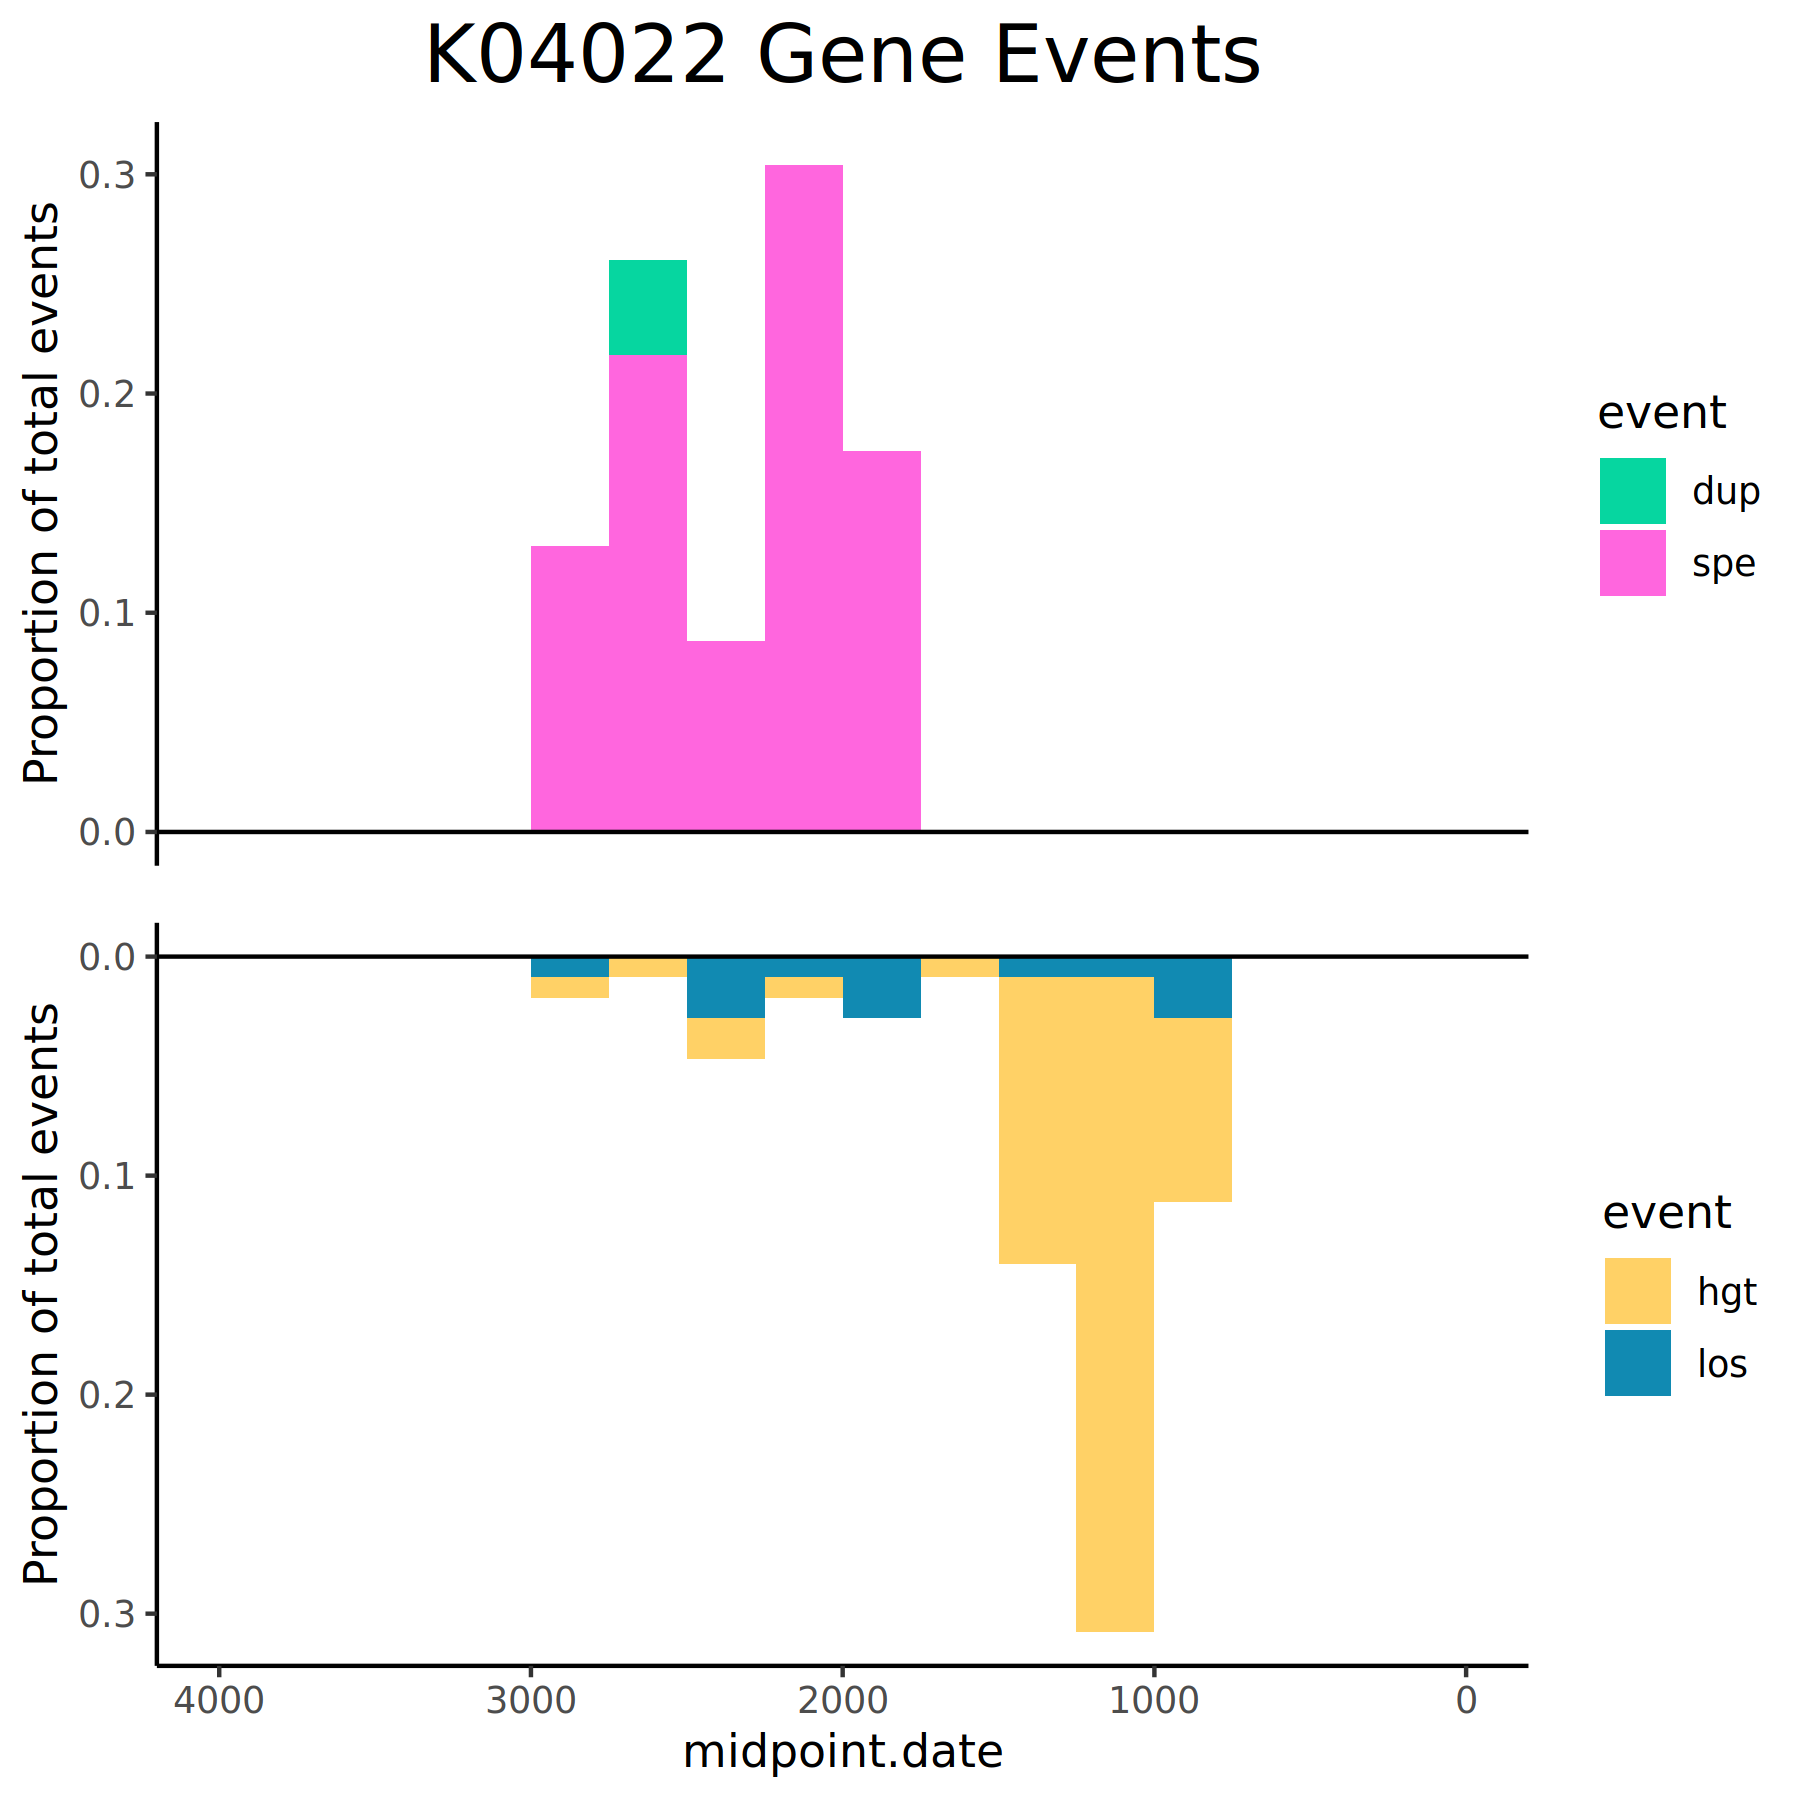 K04022 Gene Events
Proportion of total events
0.3
0.2
0.1
0.0
event
dup
spe
Proportion of total events
0.0
0.1
0.2
0.3
event
hgt
los
4000 3000 2000 1000 0
midpoint.date